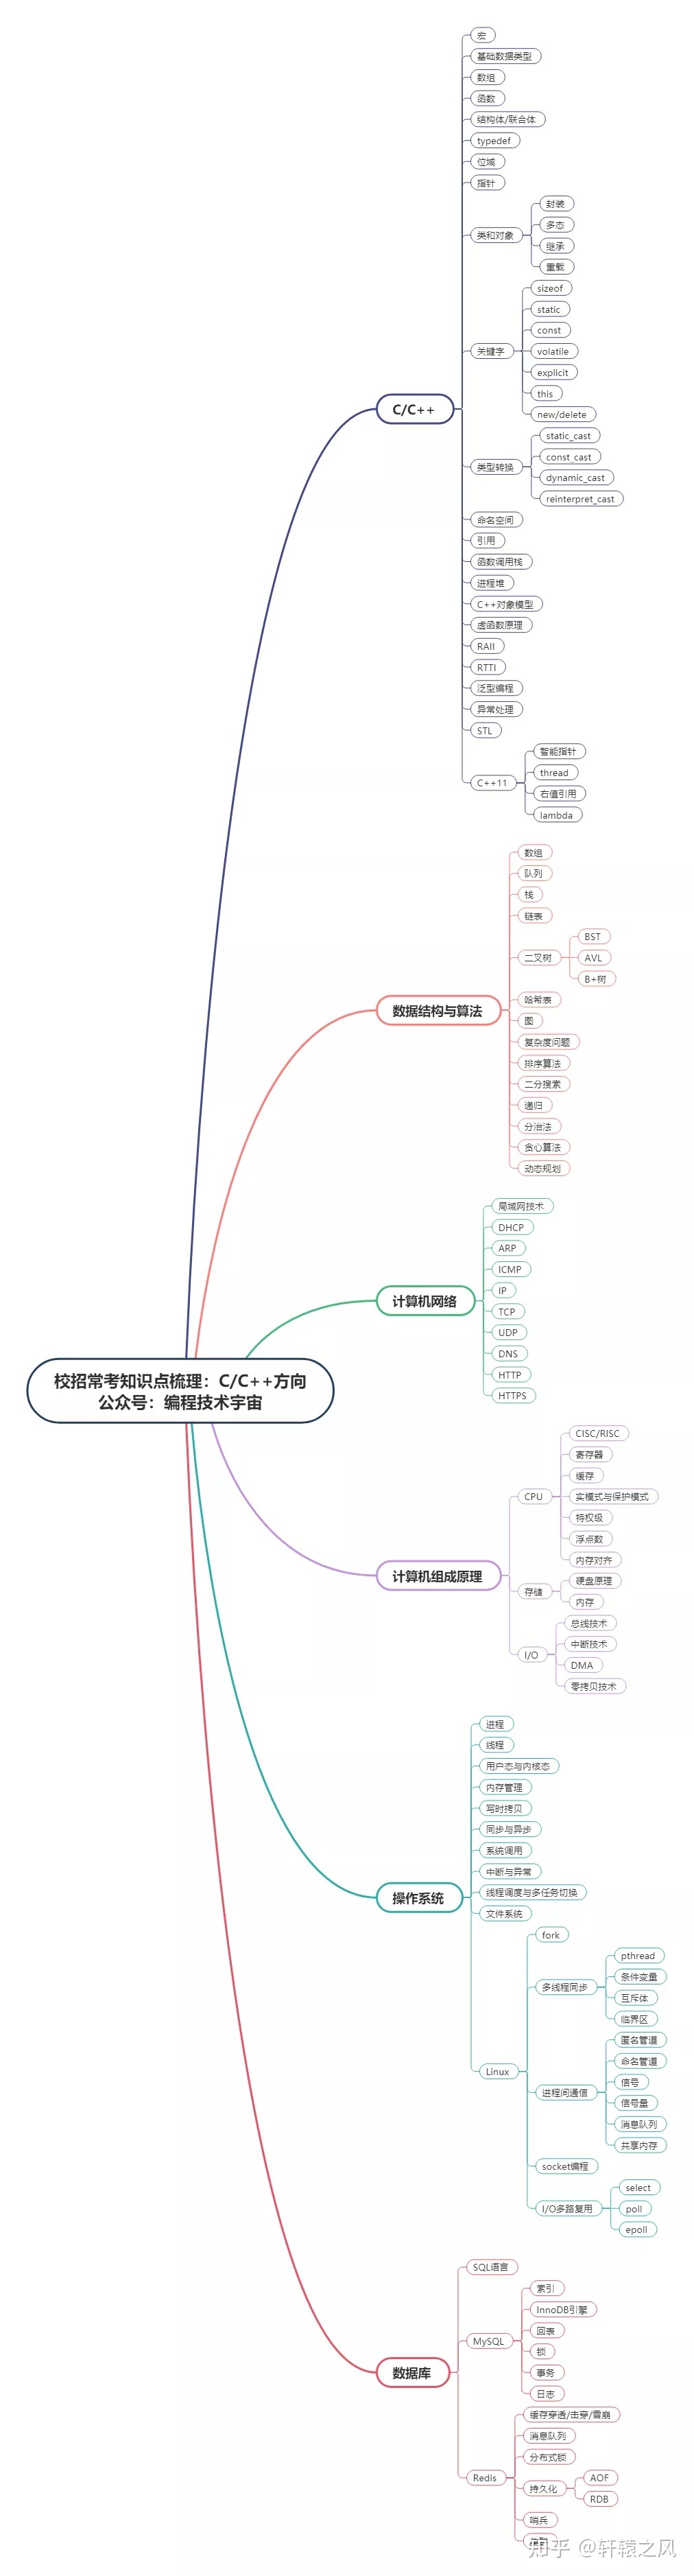 宏
基础数据类型
数组
函数
结构体/联合体
typedef
位域
指针
类和对象
封装
多态
继承
重载
关键字
sizeof
static
const
volatile
explicit
this
new/delete
C/C++
类型转换
static_cast
const_cast
dynamic_cast
reinterpret_cast
命名空间
引用
函数调用栈
进程堆
C++对象模型
虚函数原理
RAII
RTTI
泛型编程
异常处理
STL
C++11
智能指针
thread
右值引用
lambda
数据结构与算法
数组
队列
栈
链表
二叉树
BST
AVL
B+树
哈希表
图
复杂度问题
排序算法
二分搜索
递归
分治法
贪心算法
动态规划
计算机网络
局域网技术
DHCP
ARP
ICMP
IP
TCP
UDP
DNS
HTTP
HTTPS
校招常考知识点梳理：C/C++方向
公众号：编程技术宇宙
计算机组成原理
CPU
CISC/RISC
寄存器
缓存
实模式与保护模式
特权级
浮点数
内存对齐
存储
硬盘原理
内存
I/O
总线技术
中断技术
DMA
零拷贝技术
操作系统
进程
线程
用户态与内核态
内存管理
写时拷贝
同步与异步
系统调用
中断与异常
线程调度与多任务切换
文件系统
Linux
fork
多线程同步
pthread
条件变量
互斥体
临界区
进程间通信
匿名管道
命名管道
信号
信号量
消息队列
共享内存
socket编程
I/O多路复用
select
poll
epoll
数据库
SQL语言
MySQL
索引
InnoDB引擎
回表
锁
事务
日志
Redis
缓存穿透/击穿/雪崩
消息队列
分布式锁
持久化
AOF
RDB
哨兵
知乎 @轩辕之风